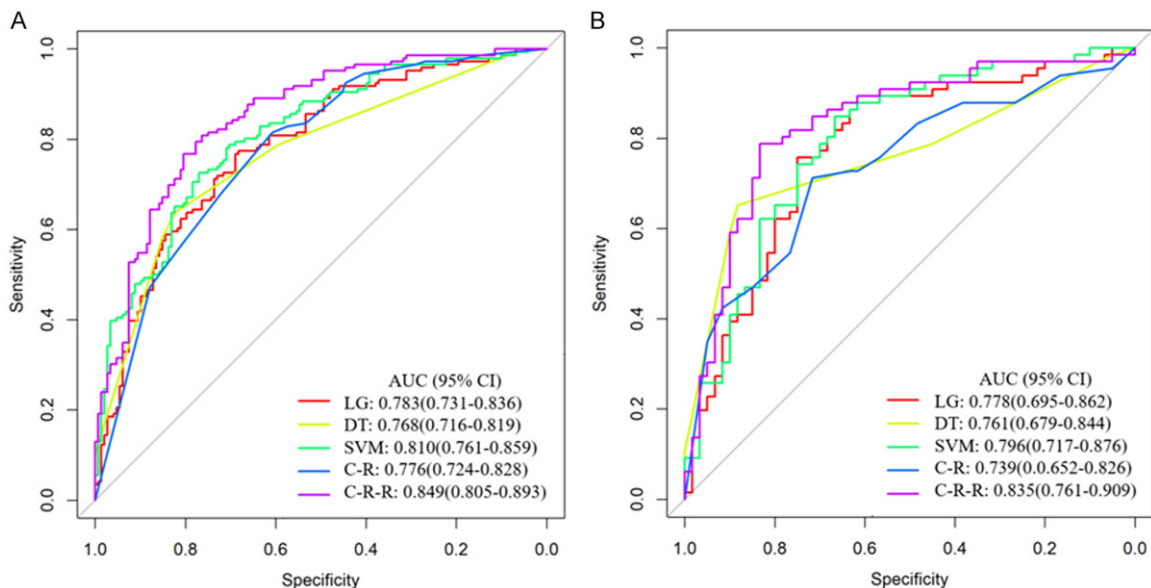 A
Sensitivity
1.0
0.8
0.6
0.4
0.2
0.0
AUC (95% CI)
LG: 0.783(0.731-0.836)
DT: 0.768(0.716-0.819)
SVM: 0.810(0.761-0.859)
C-R: 0.776(0.724-0.828)
C-R-R: 0.849(0.805-0.893)
1.0 0.8 0.6 0.4 0.2 0.0
Specificity
B
Sensitivity
1.0
0.8
0.6
0.4
0.2
0.0
AUC (95% CI)
LG: 0.778(0.695-0.862)
DT: 0.761(0.679-0.844)
SVM: 0.796(0.717-0.876)
C-R: 0.739(0.0.652-0.826)
C-R-R: 0.835(0.761-0.909)
1.0 0.8 0.6 0.4 0.2 0.0
Specificity